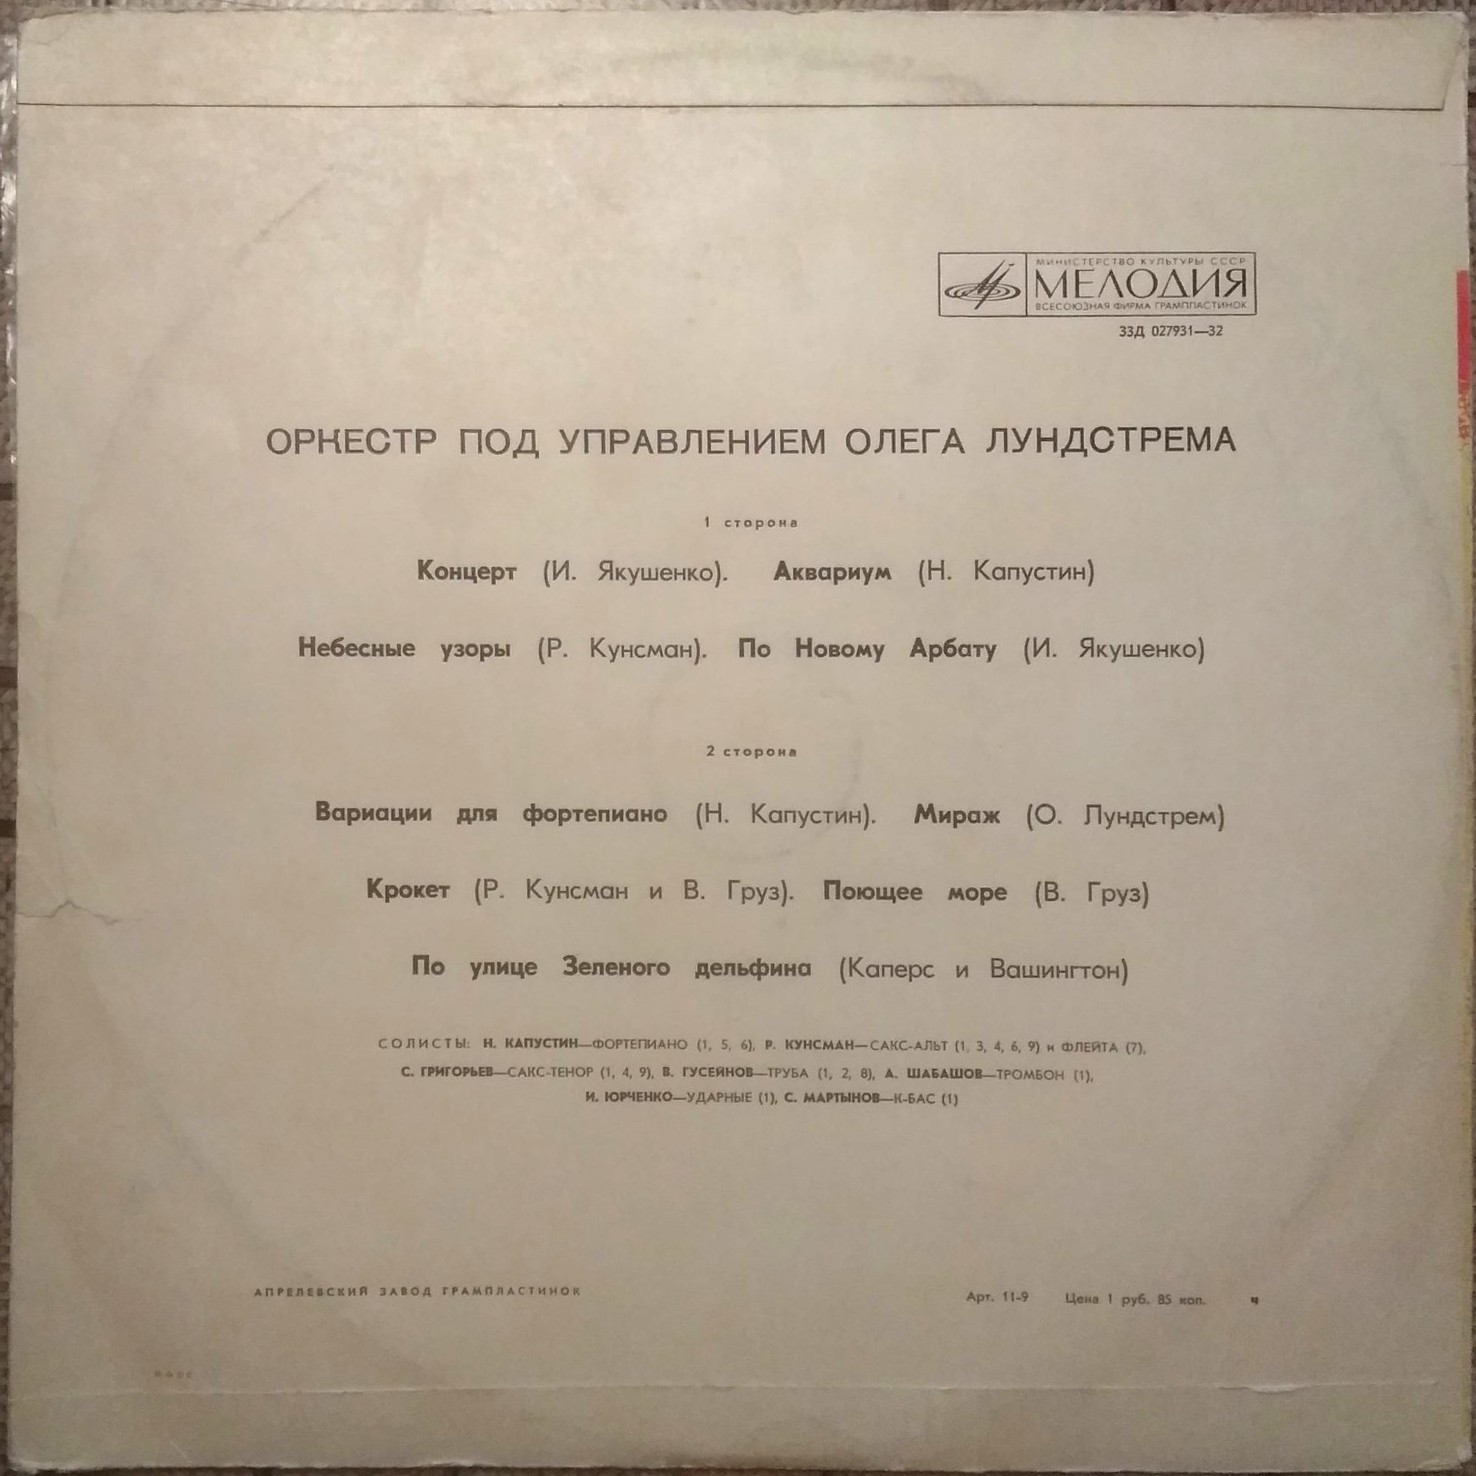 МИНИСТЕРСТВО КУЛЬТУРЫ СССР
МЕЛОДИЯ
ВСЕСОЮЗНАЯ ФИРМА ГРАМПЛАСТИНОК
33Д 027931—32
ОРКЕСТР ПОД УПРАВЛЕНИЕМ ОЛЕГА ЛУНДСТРЕМА
1 сторона
Концерт (И. Якушенко). Аквариум (Н. Капустин)
Небесные узоры (Р. Кунсман). По Новому Арбату (И. Якушенко)
2 сторона
Вариации для фортепиано (Н. Капустин). Мираж (О. Лундстрем)
Крокет (Р. Кунсман и В. Груз). Поющее море (В. Груз)
По улице Зеленого дельфина (Каперс и Вашингтон)
СОЛИСТЫ: Н. КАПУСТИН—ФОРТЕПИАНО (1, 5, 6), Р. КУНСМАН—САКС-АЛЬТ (1, 3, 4, 6, 9) и ФЛЕЙТА (7),
С. ГРИГОРЬЕВ—САКС-ТЕНОР (1, 4, 9), В. ГУСЕЙНОВ—ТРУБА (1, 2, 8), А. ШАБАШОВ—ТРОМБОН (1),
И. ЮРЧЕНКО—УДАРНЫЕ (1), С. МАРТЫНОВ—К-БАС (1)
АПРЕЛЕВСКИЙ ЗАВОД ГРАМПЛАСТИНОК
Арт. 11-9 Цена 1 руб. 85 коп. ч